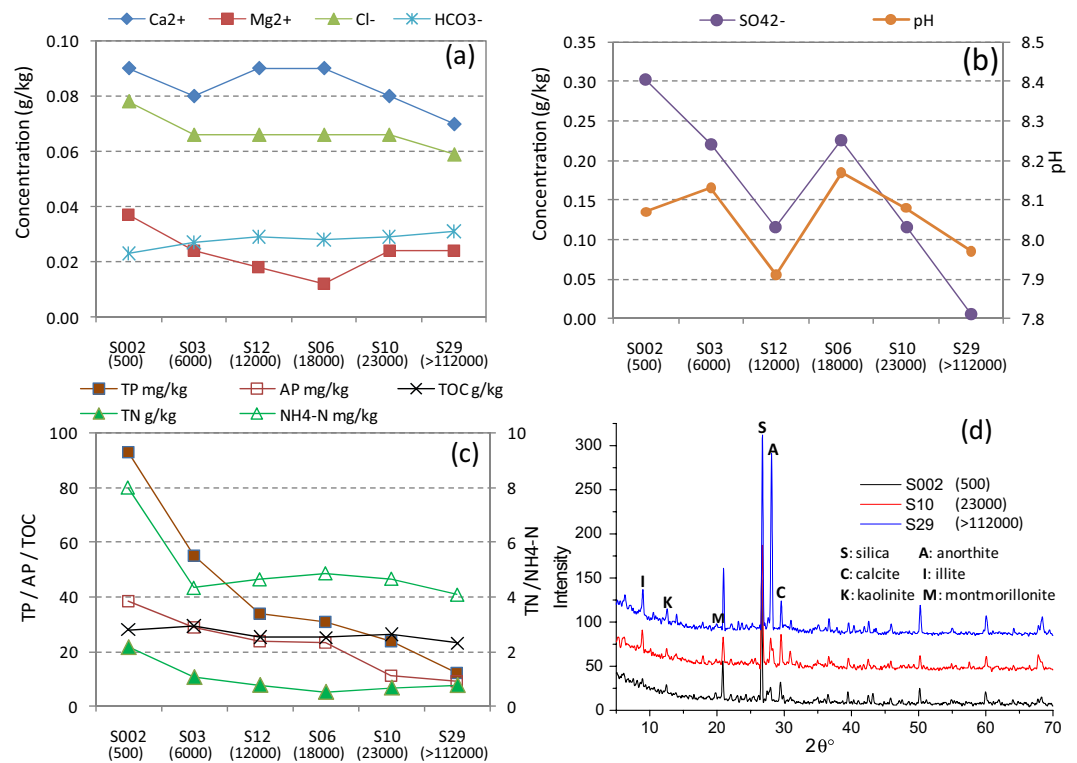 Ca2+ Mg2+ Cl- HCO3-
(a)
Concentration (g/kg)
0.10
0.08
0.06
0.04
0.02
0.00
S002 S03 S12 S06 S10 S29
(500) (6000) (12000) (18000) (23000) (>112000)
SO42- pH
(b)
Concentration (g/kg)
0.35
0.30
0.25
0.20
0.15
0.10
0.05
0.00
8.5
8.4
8.3
8.2
8.1
8.0
7.9
7.8
pH
S002 S03 S12 S06 S10 S29
(500) (6000) (12000) (18000) (23000) (>112000)
TP mg/kg AP mg/kg TOC g/kg
TN g/kg NH4-N mg/kg
(c)
TP / AP / TOC
100
80
60
40
20
0
10
8
6
4
2
0
TN /NH4-N
S002 S03 S12 S06 S10 S29
(500) (6000) (12000) (18000) (23000) (>112000)
(d)
Intensity
300
250
200
150
100
50
0
S
A
I
K
M
C
S002 (500)
S10 (23000)
S29 (>112000)
S: silica A: anorthite
C: calcite I: illite
K: kaolinite M: montmorillonite
10 20 30 40 50 60 70
2θ°